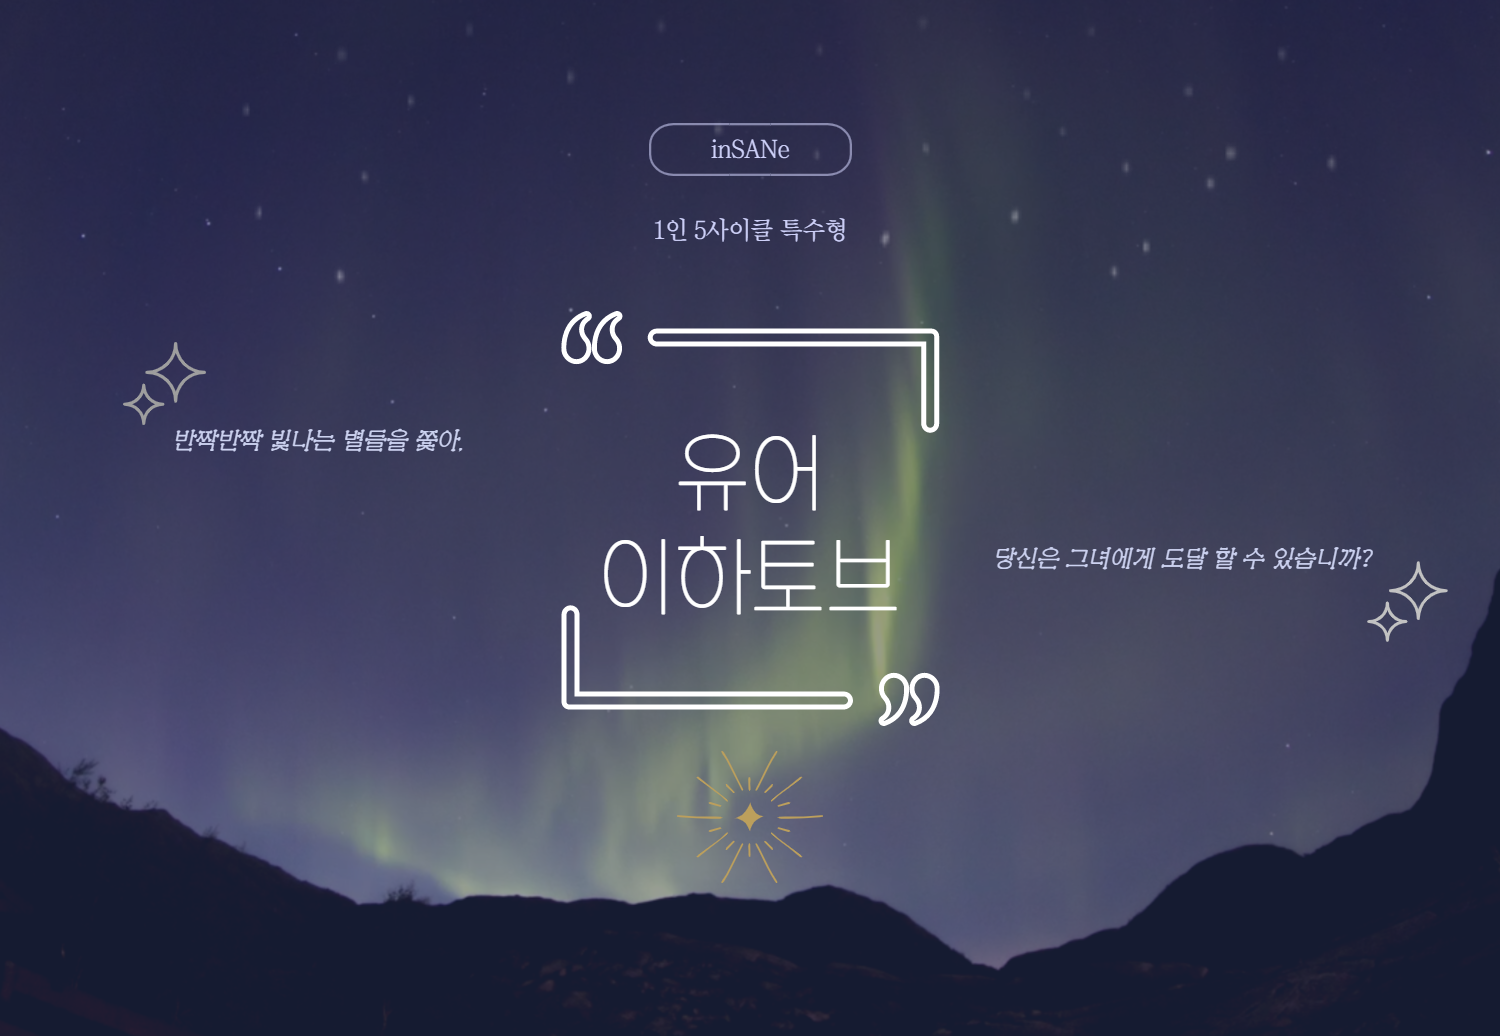 inSANe
1인 5사이클 특수형
반짝반짝 빛나는 별들을 쫓아,
유어
이하토브
당신은 그녀에게 도달 할 수 있습니까?